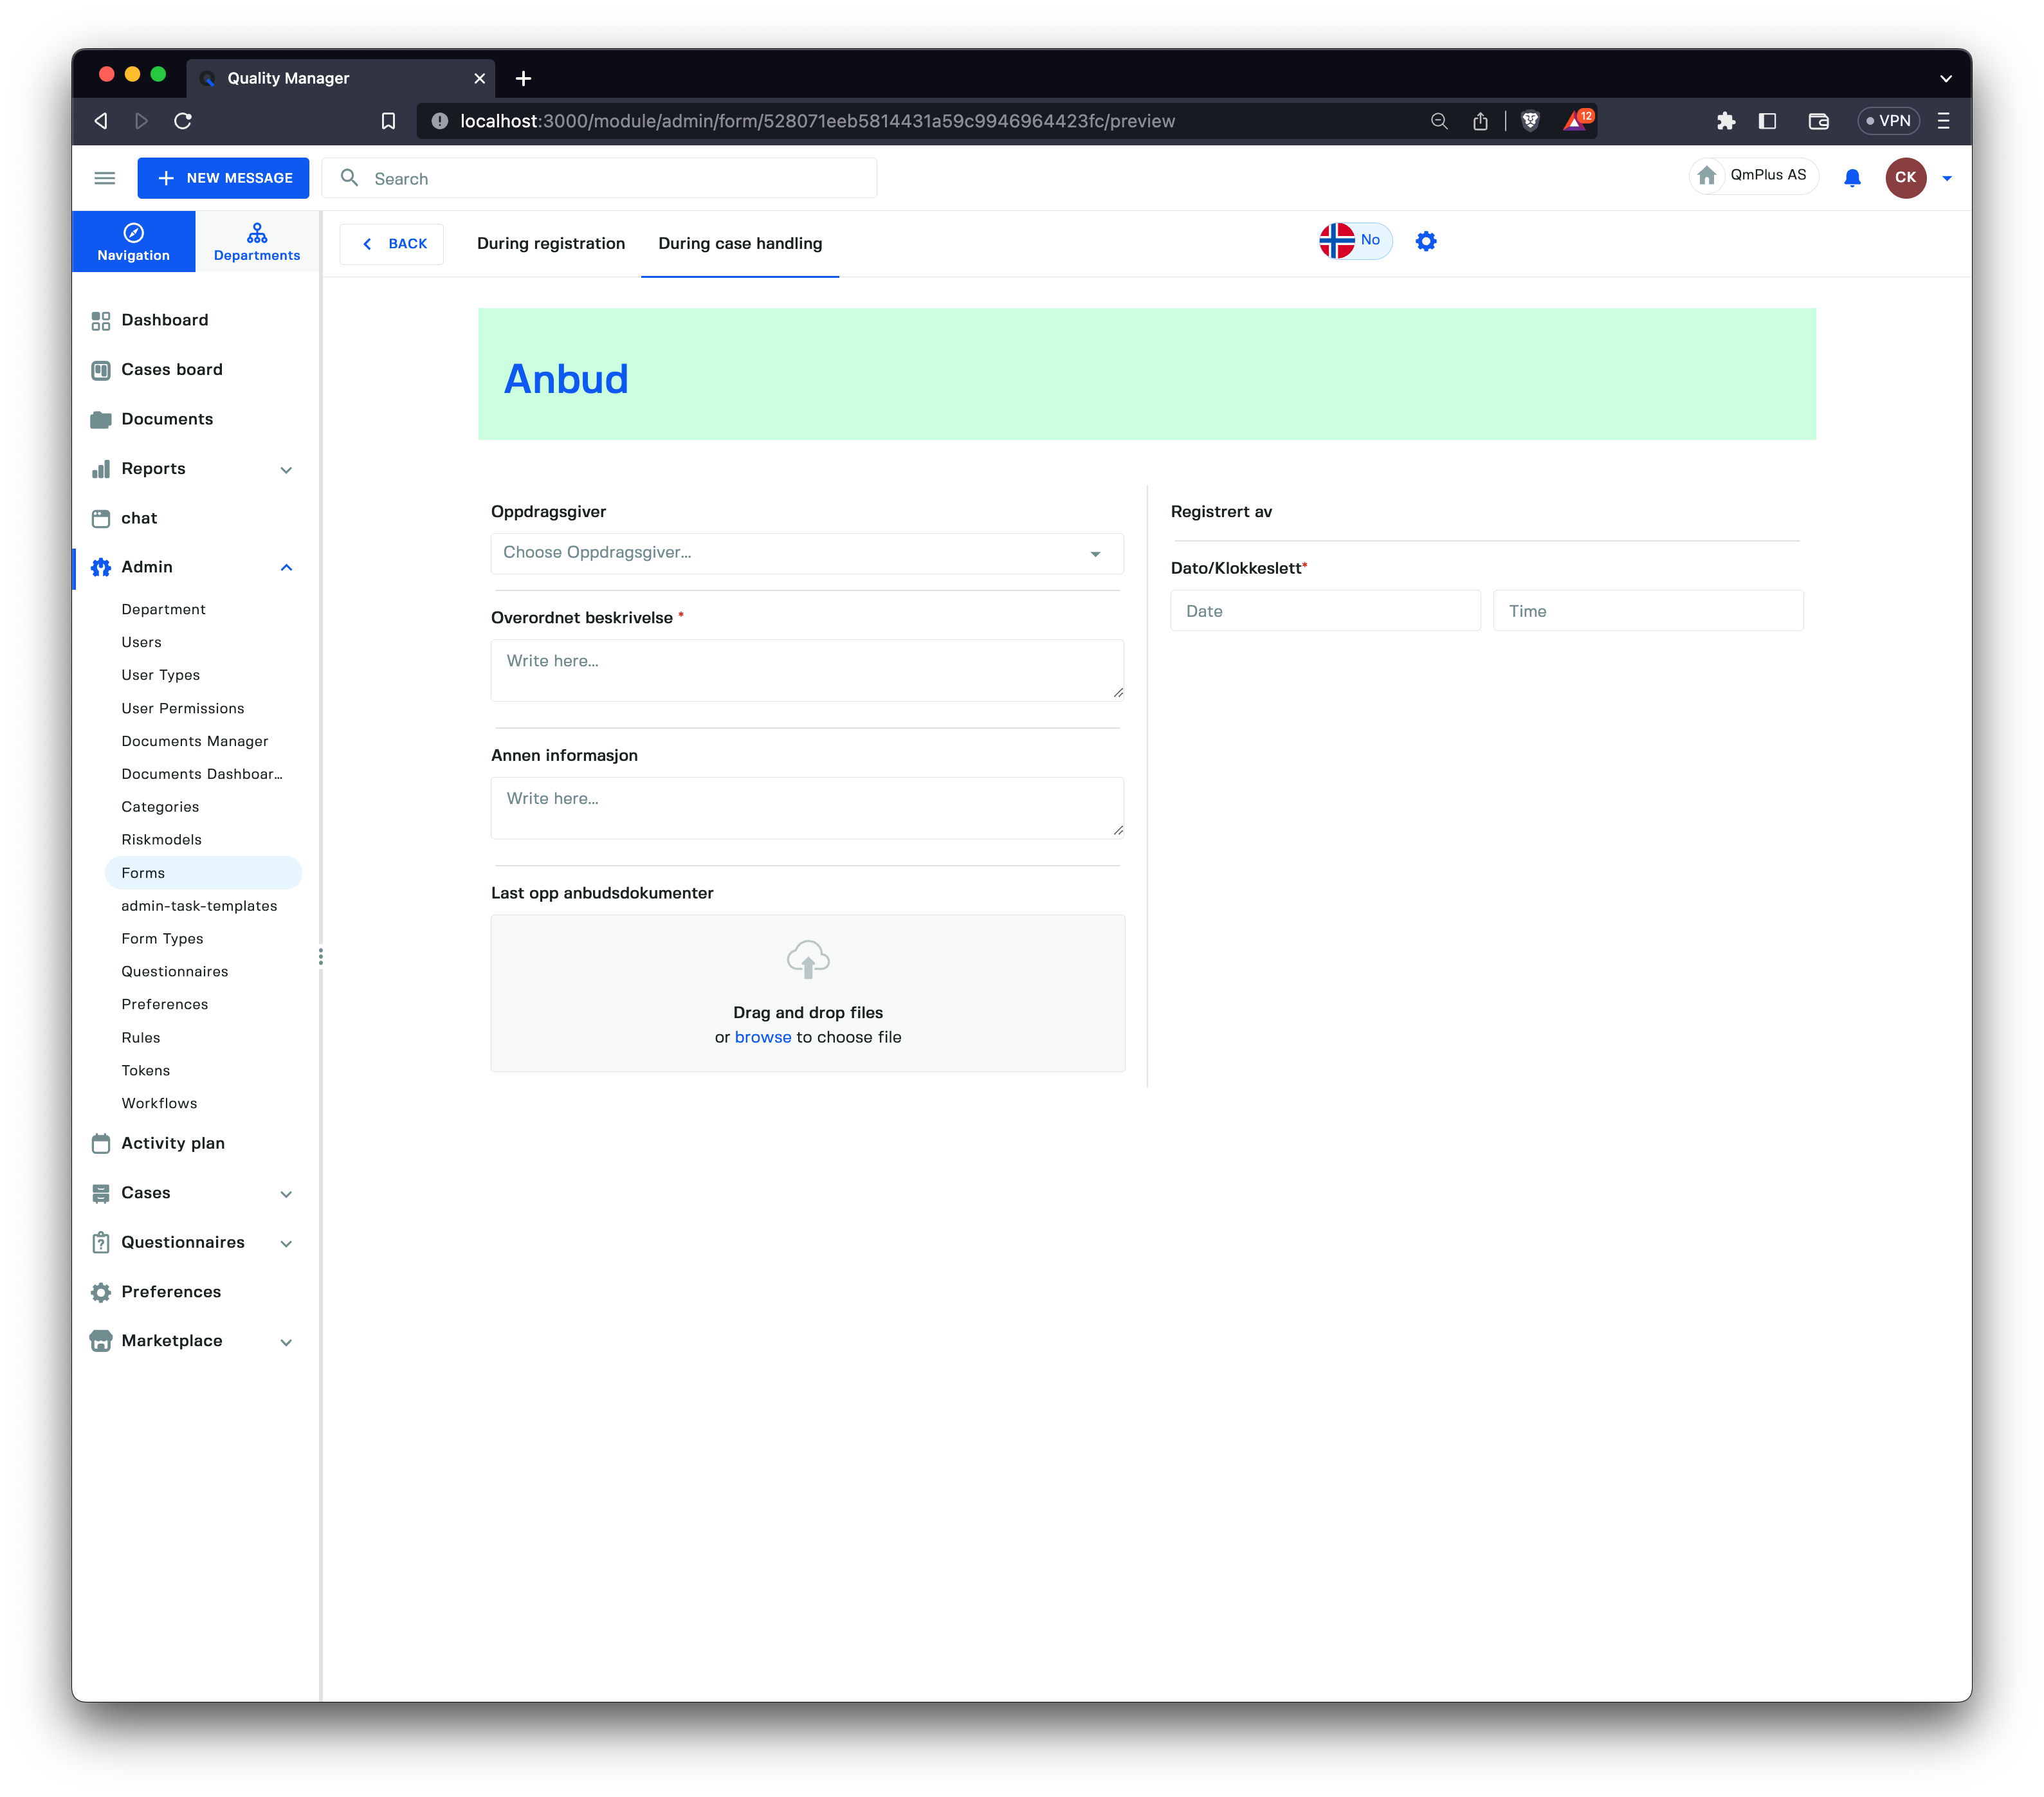 Quality Manager
localhost:3000/module/admin/form/528071eeb5814431a59c9946964423fc/preview
12
VPN
NEW MESSAGE
Search
QmPlus AS
CK
Navigation
Departments
BACK
During registration
During case handling
No
Dashboard
Cases board
Documents
Reports
chat
Admin
Department
Users
User Types
User Permissions
Documents Manager
Documents Dashboar...
Categories
Riskmodels
Forms
admin-task-templates
Form Types
Questionnaires
Preferences
Rules
Tokens
Workflows
Activity plan
Cases
Questionnaires
Preferences
Marketplace
Anbud
Oppdragsgiver
Choose Oppdragsgiver...
Overordnet beskrivelse *
Write here...
Annen informasjon
Write here...
Last opp anbudsdokumenter
Drag and drop files
or browse to choose file
Registrert av
Dato/Klokkeslett*
Date
Time